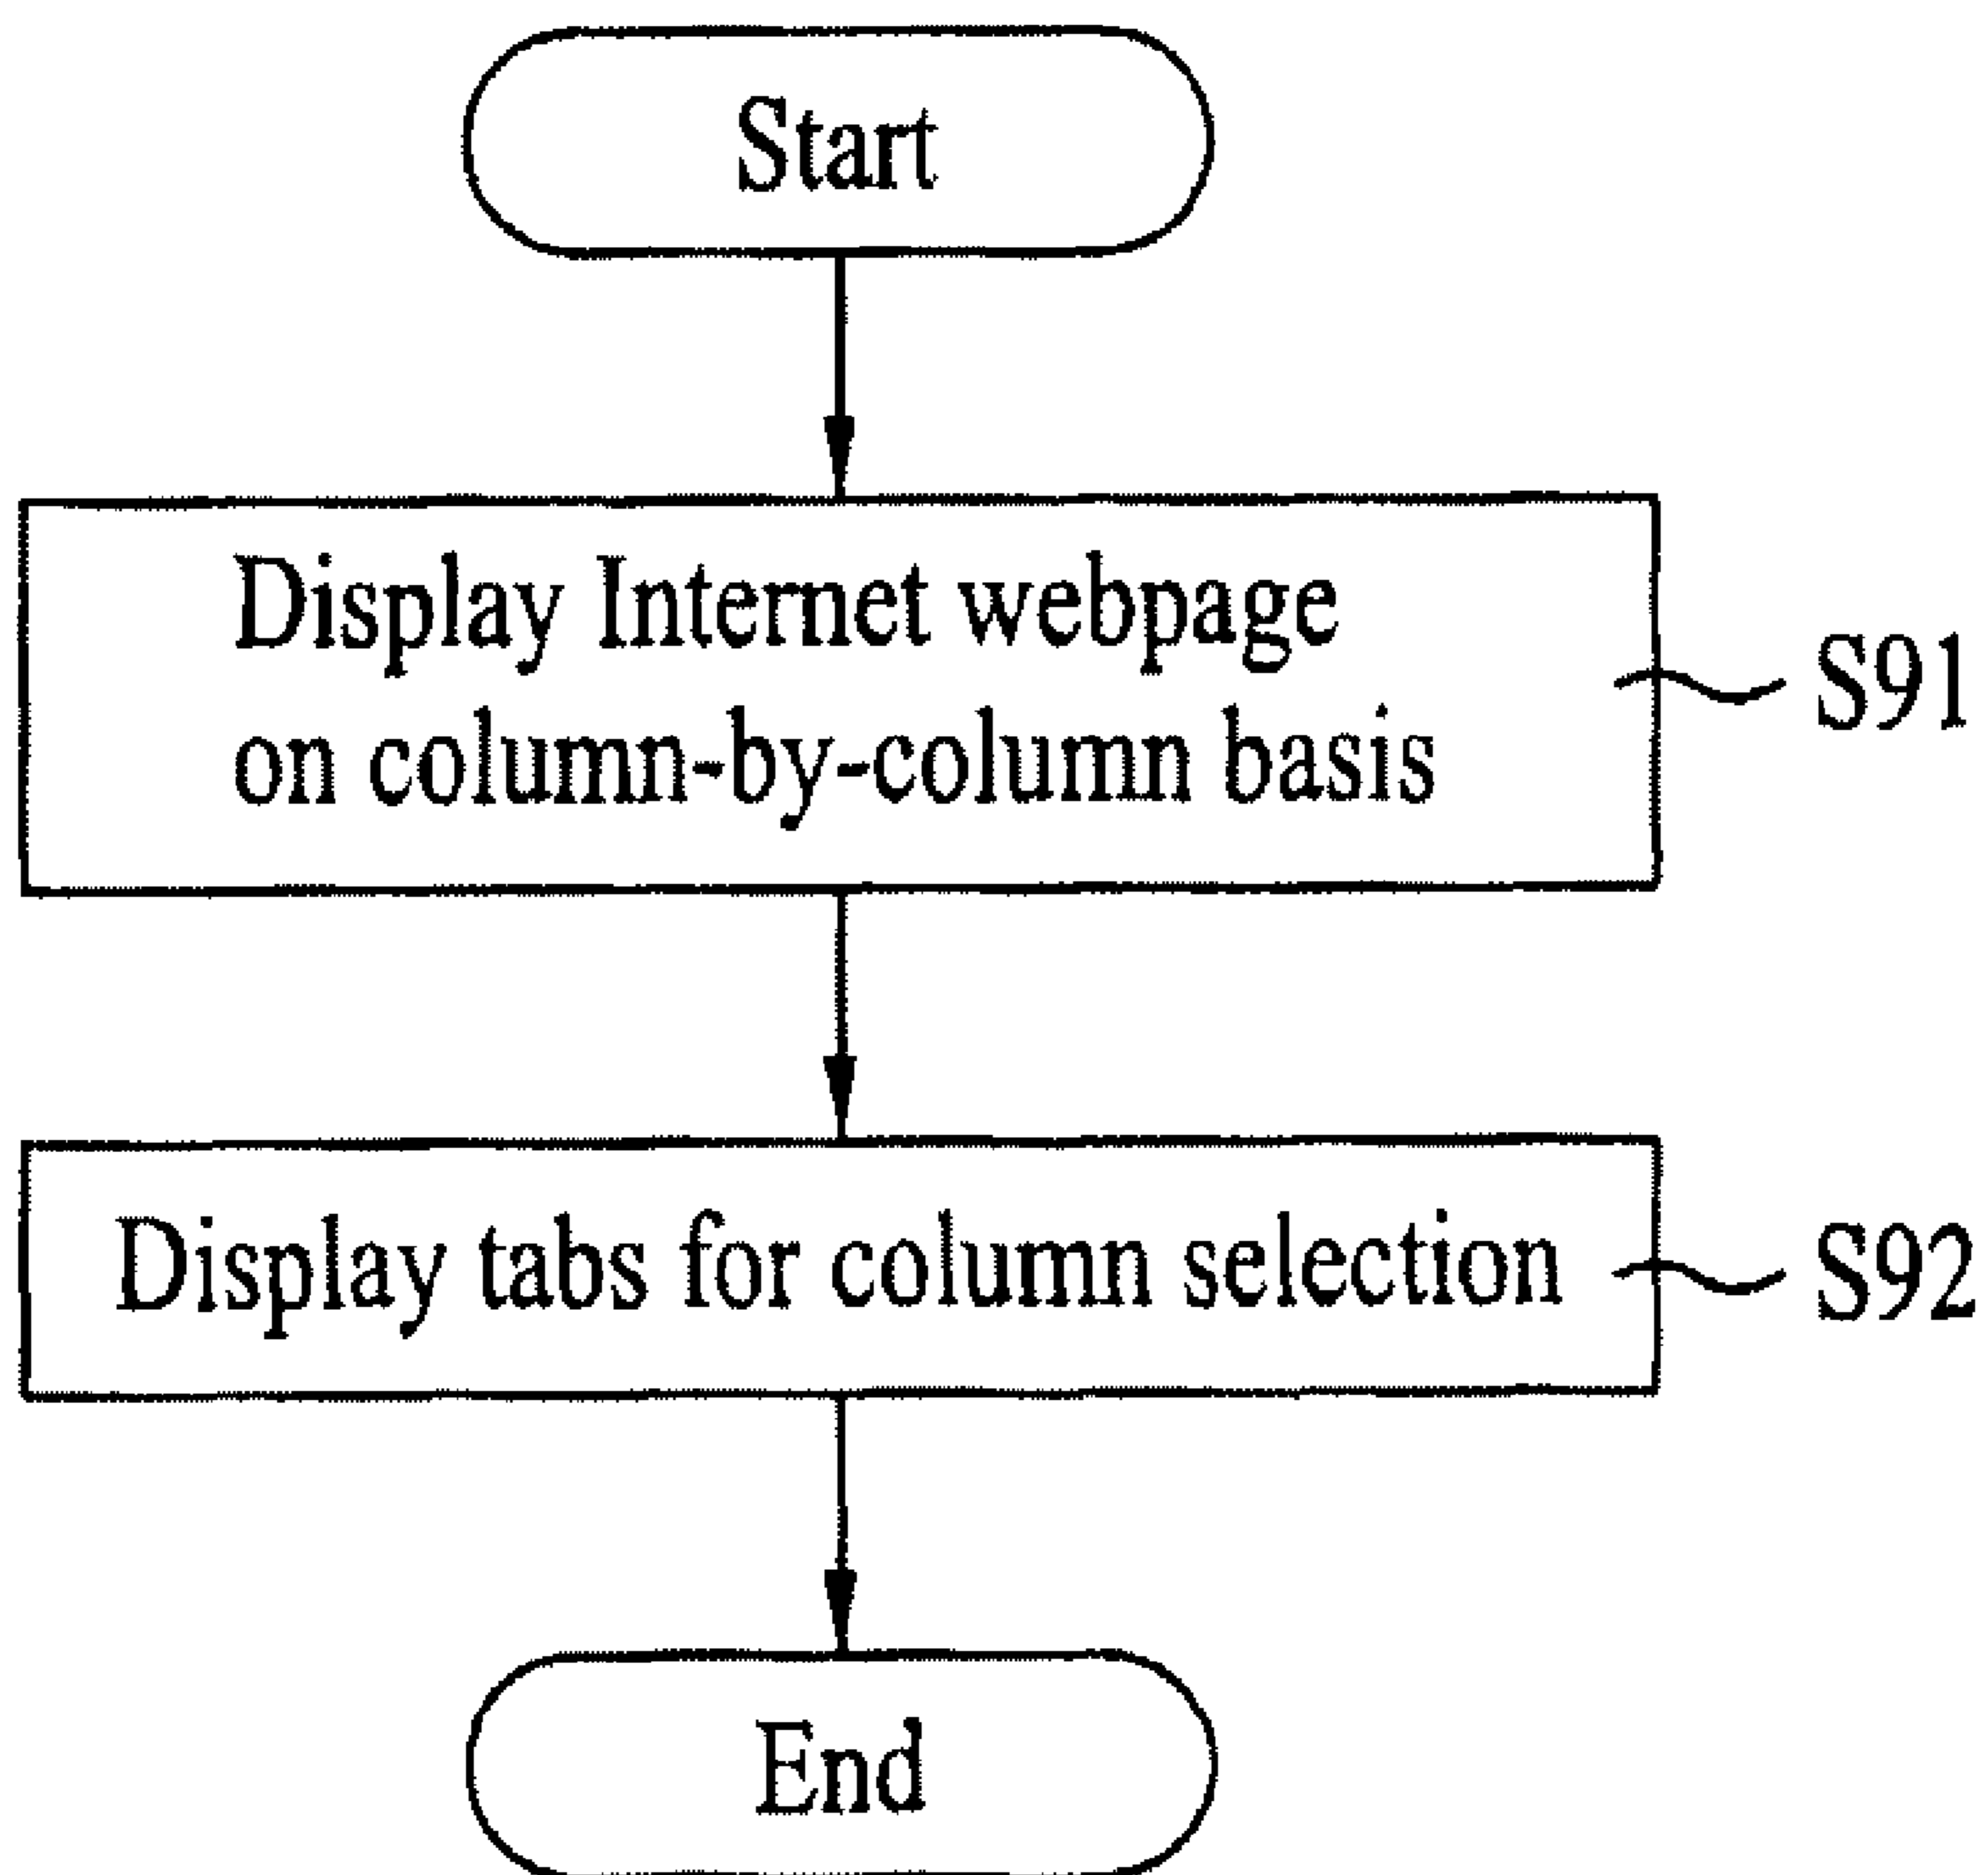 Start
Display Internet webpage
on column-by-column basis
S91
Display tabs for column selection
S92
End